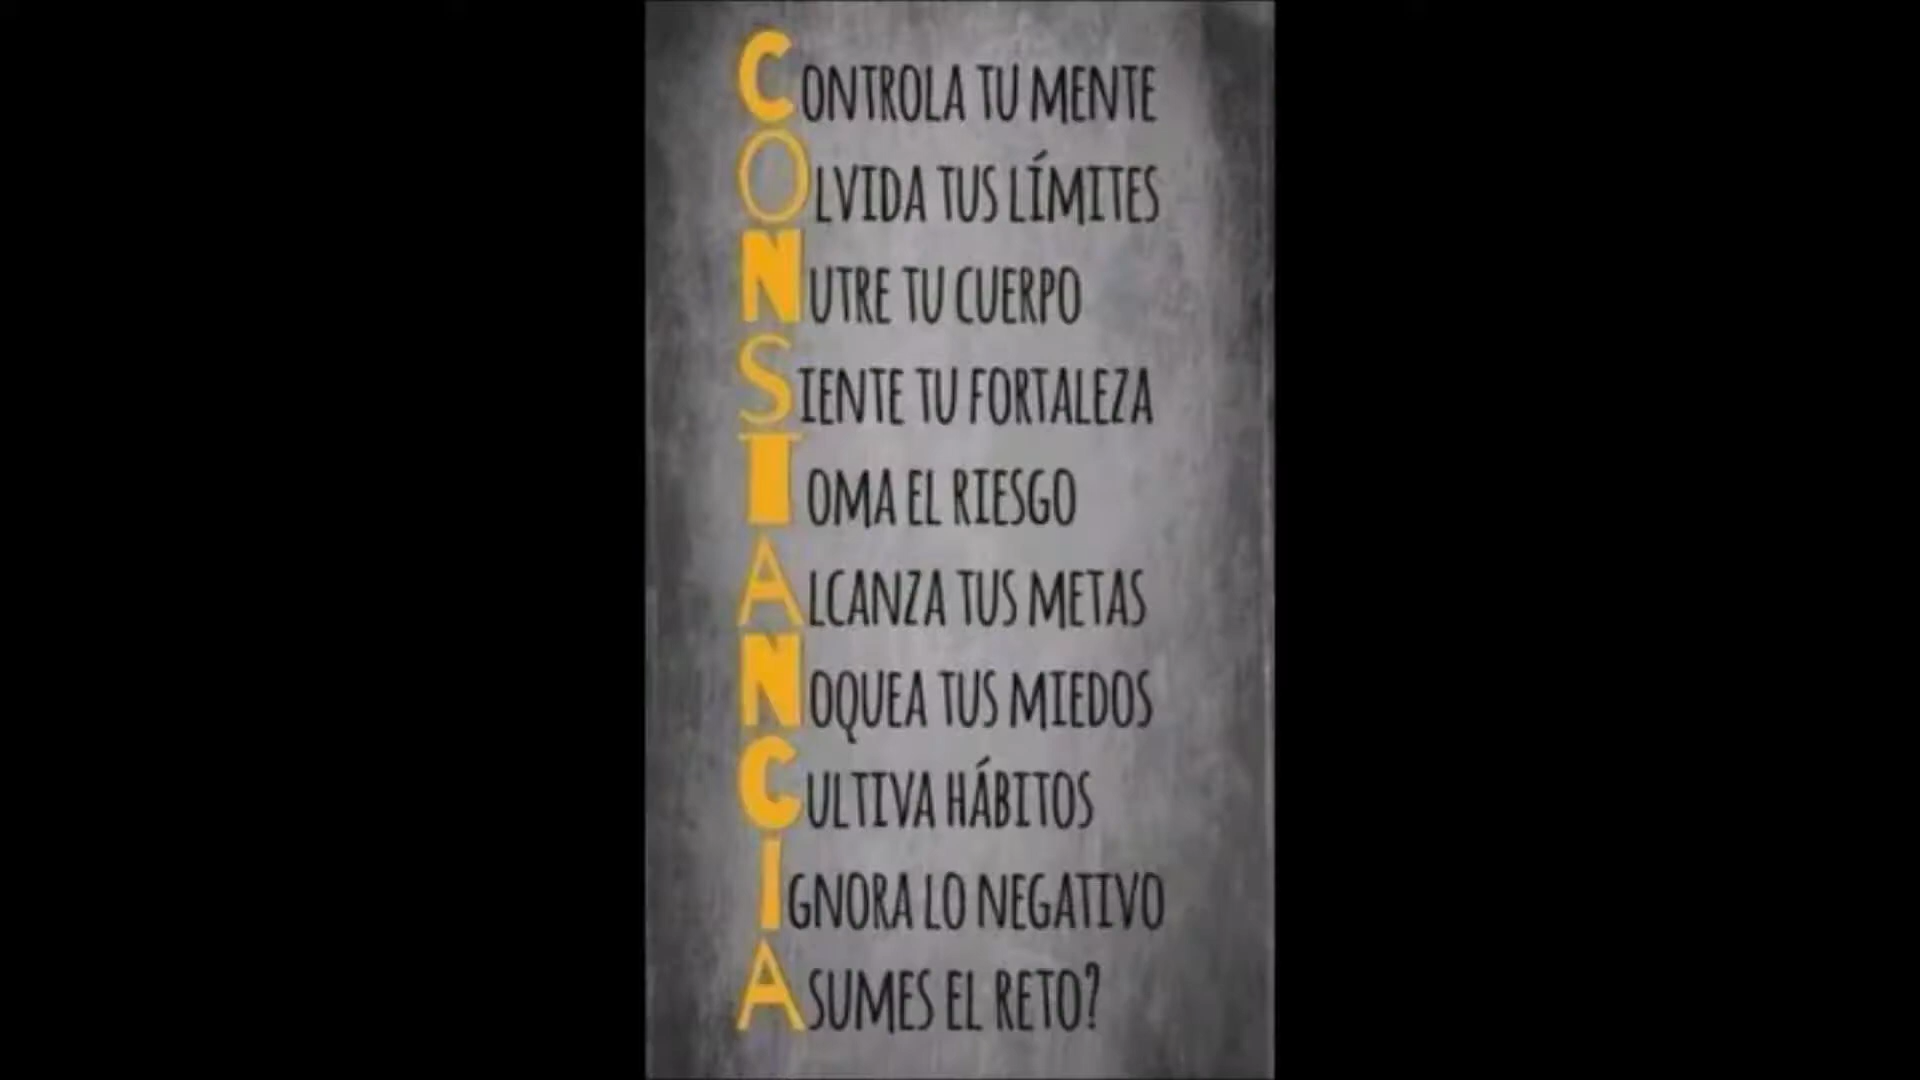 CONTROLA TU MENTE
OLVIDA TUS LÍMITES
NUTRE TU CUERPO
SIENTE TU FORTALEZA
TOMA EL RIESGO
ALCANZA TUS METAS
NOQUEA TUS MIEDOS
CULTIVA HÁBITOS
IGNORA LO NEGATIVO
ASUMES EL RETO?